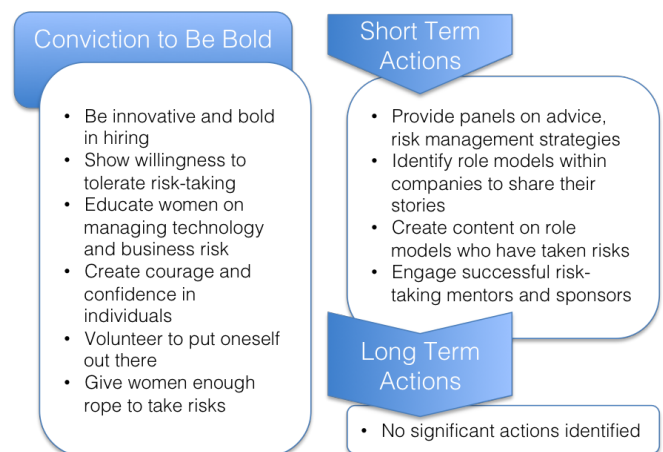 Conviction to Be Bold
• Be innovative and bold
in hiring
• Show willingness to
tolerate risk-taking
• Educate women on
managing technology
and business risk
• Create courage and
confidence in
individuals
• Volunteer to put oneself
out there
• Give women enough
rope to take risks
Short Term
Actions
• Provide panels on advice,
risk management strategies
• Identify role models within
companies to share their
stories
• Create content on role
models who have taken risks
• Engage successful risk-
taking mentors and sponsors
Long Term
Actions
• No significant actions identified